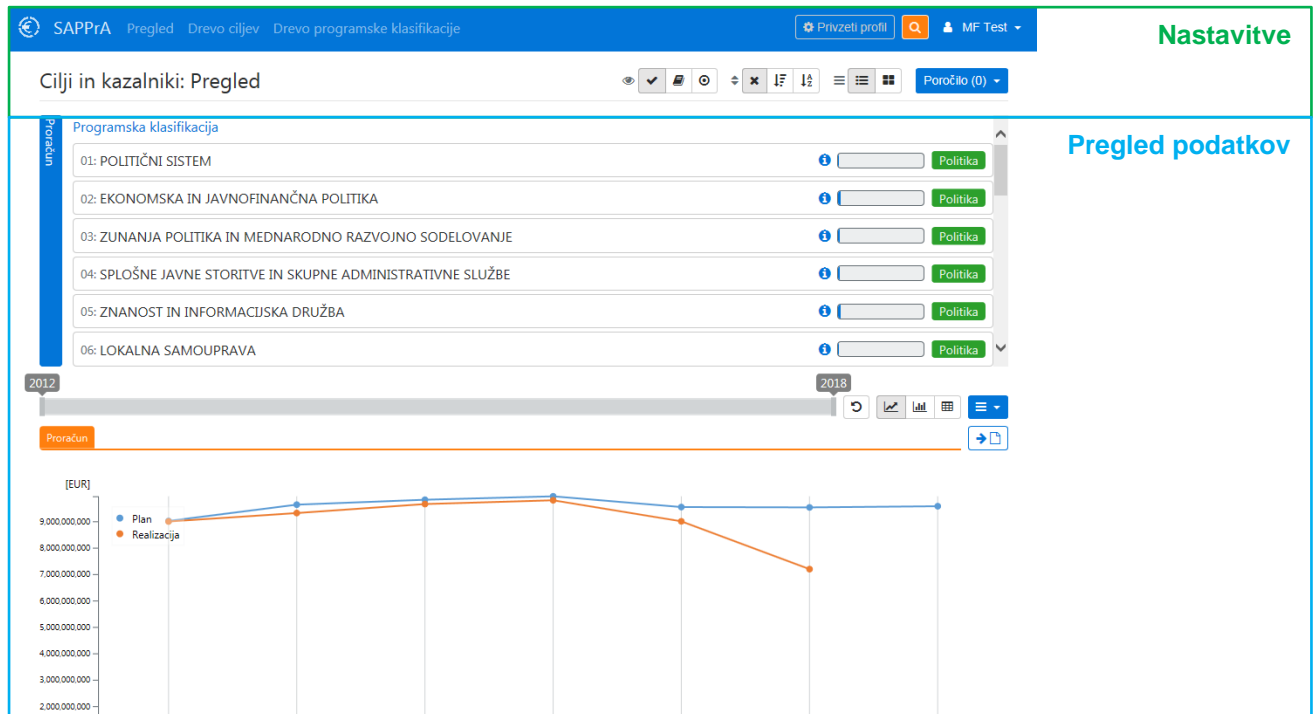 SAPPrA Pregled Drevo ciljev Drevo programske klasifikacije Privzeti profil MF Test
Nastavitve
Cilji in kazalniki: Pregled Poročilo (0)
Pregled podatkov
Proračun
Programska klasifikacija
01: POLITIČNI SISTEM Politika
02: EKONOMSKA IN JAVNOFINANČNA POLITIKA Politika
03: ZUNANJA POLITIKA IN MEDNARODNO RAZVOJNO SODELOVANJE Politika
04: SPLOŠNE JAVNE STORITVE IN SKUPNE ADMINISTRATIVNE SLUŽBE Politika
05: ZNANOST IN INFORMACIJSKA DRUŽBA Politika
06: LOKALNA SAMOUPRAVA Politika
2012 2018
Proračun
[EUR]
Plan
Realizacija
9,000,000,000
8,000,000,000
7,000,000,000
6,000,000,000
5,000,000,000
4,000,000,000
3,000,000,000
2,000,000,000